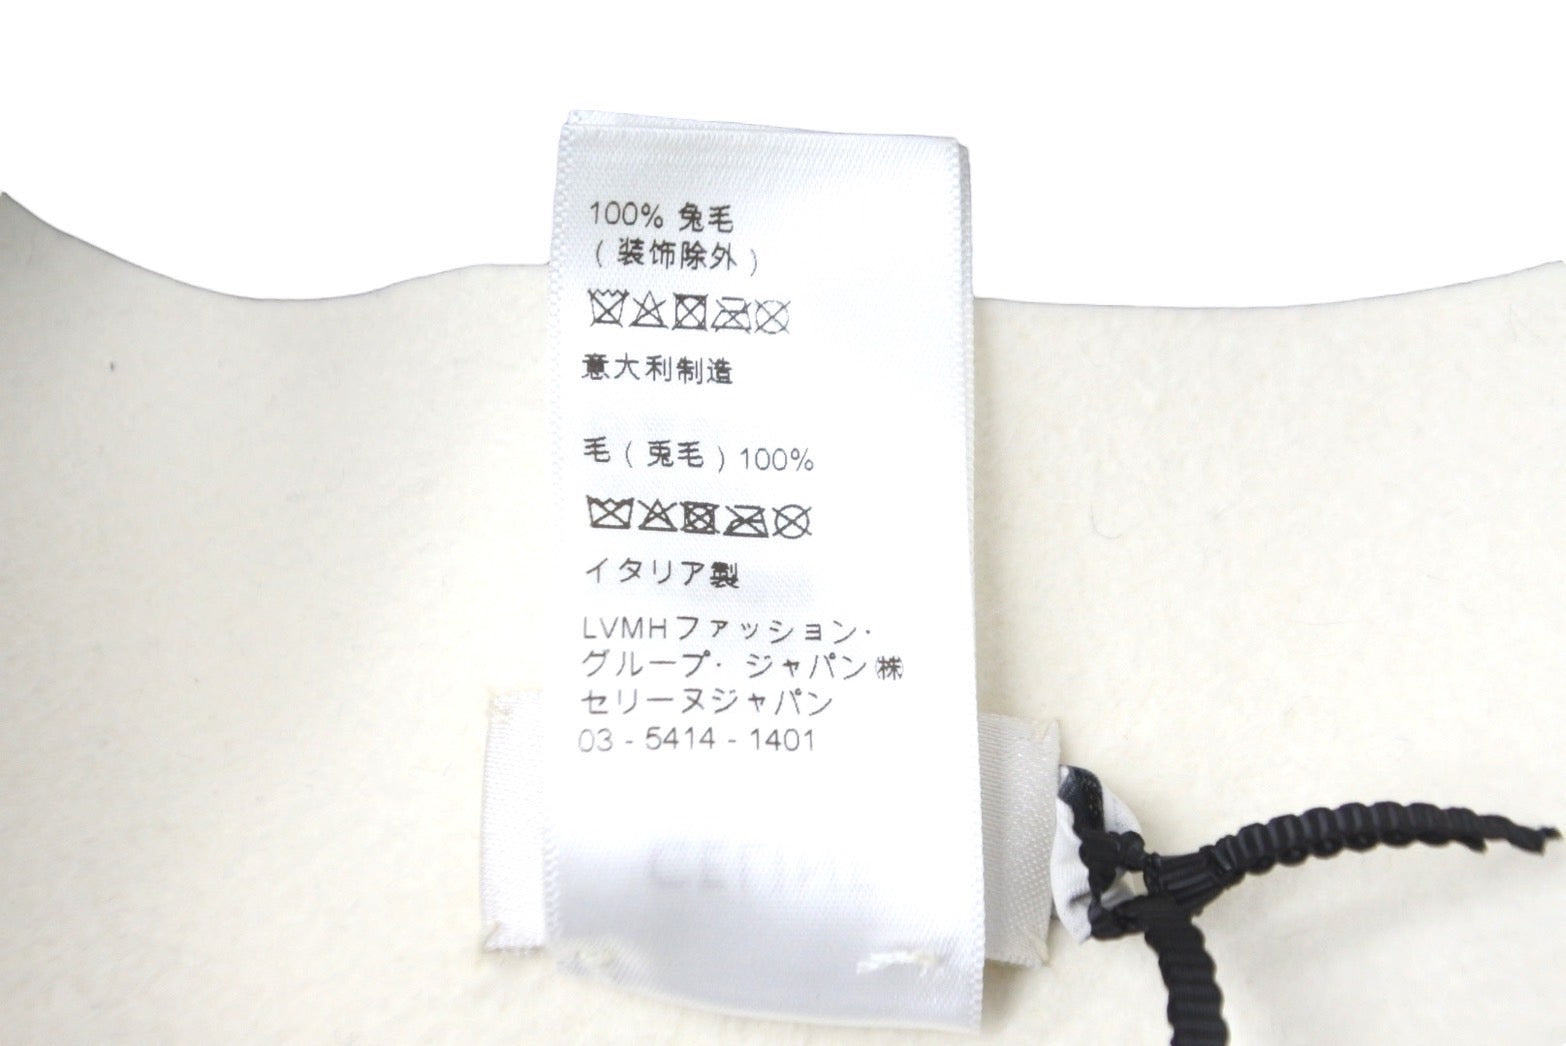 100% 兔毛
( 装饰除外 )
意大利制造
毛 ( 兎毛 ) 100%
イタリア製
LVMHファッション·
グループ· ジャパン㈱
セリーヌジャパン
03 - 5414 - 1401